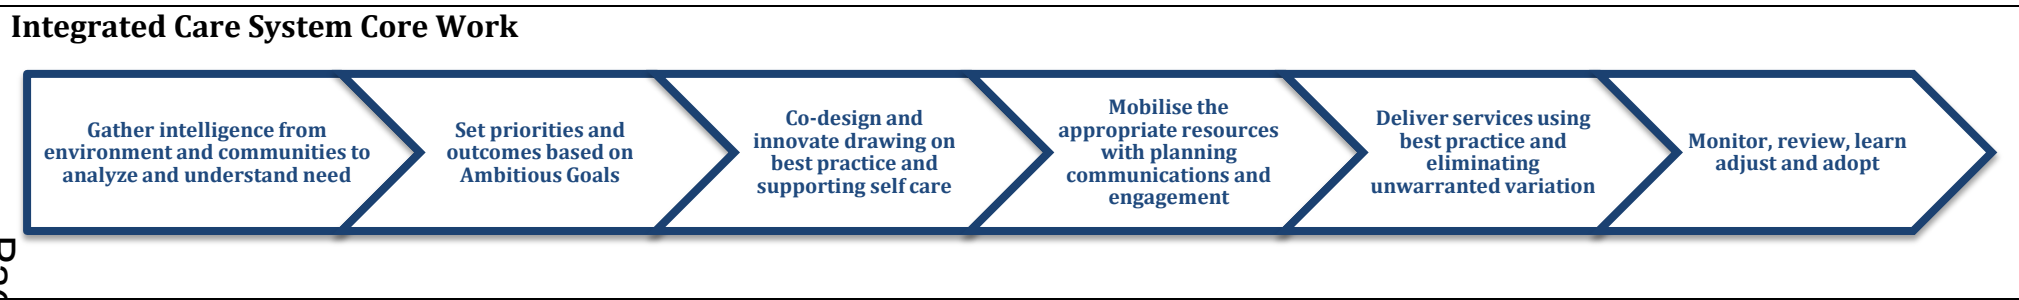 Integrated Care System Core Work
Gather intelligence from
environment and communities to
analyze and understand need
Set priorities and
outcomes based on
Ambitious Goals
Co-design and
innovate drawing on
best practice and
supporting self care
Mobilise the
appropriate resources
with planning
communications and
engagement
Deliver services using
best practice and
eliminating
unwarranted variation
Monitor, review, learn
adjust and adopt